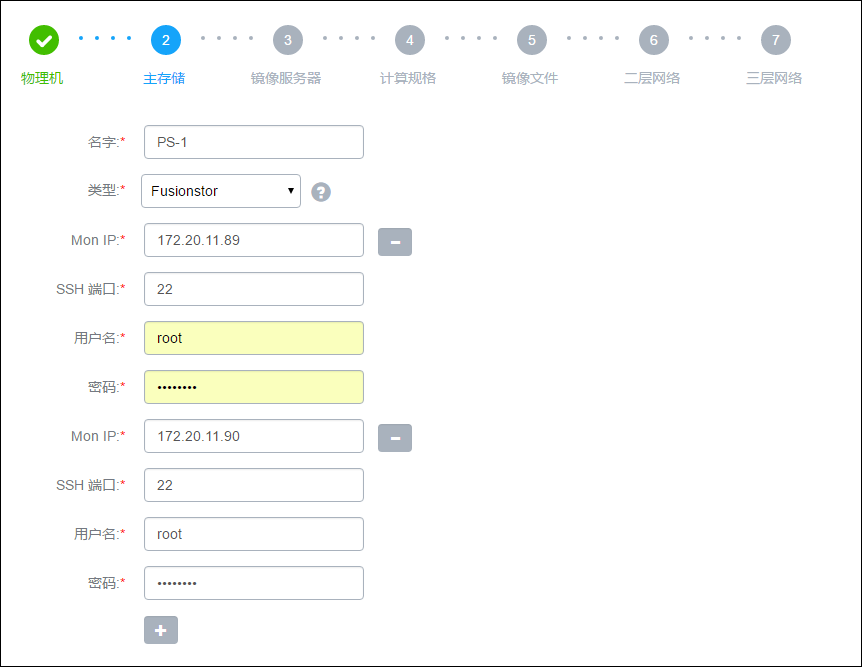 2 3 4 5 6 7
物理机 主存储 镜像服务器 计算规格 镜像文件 二层网络 三层网络
名字:* PS-1
类型:* Fusionstor ?
Mon IP:* 172.20.11.89
SSH 端口:* 22
用户名:* root
密码:* ••••••••
Mon IP:* 172.20.11.90
SSH 端口:* 22
用户名:* root
密码:* ••••••••